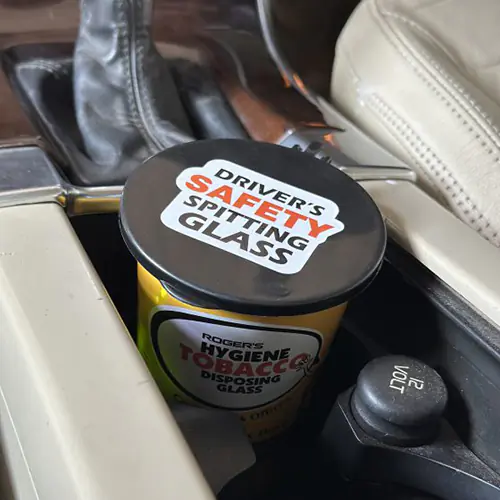 DRIVER'S
SAFETY
SPITTING
GLASS
ROGER'S
HYGIENE
TOBACCO
DISPOSING
GLASS
12
VOLT